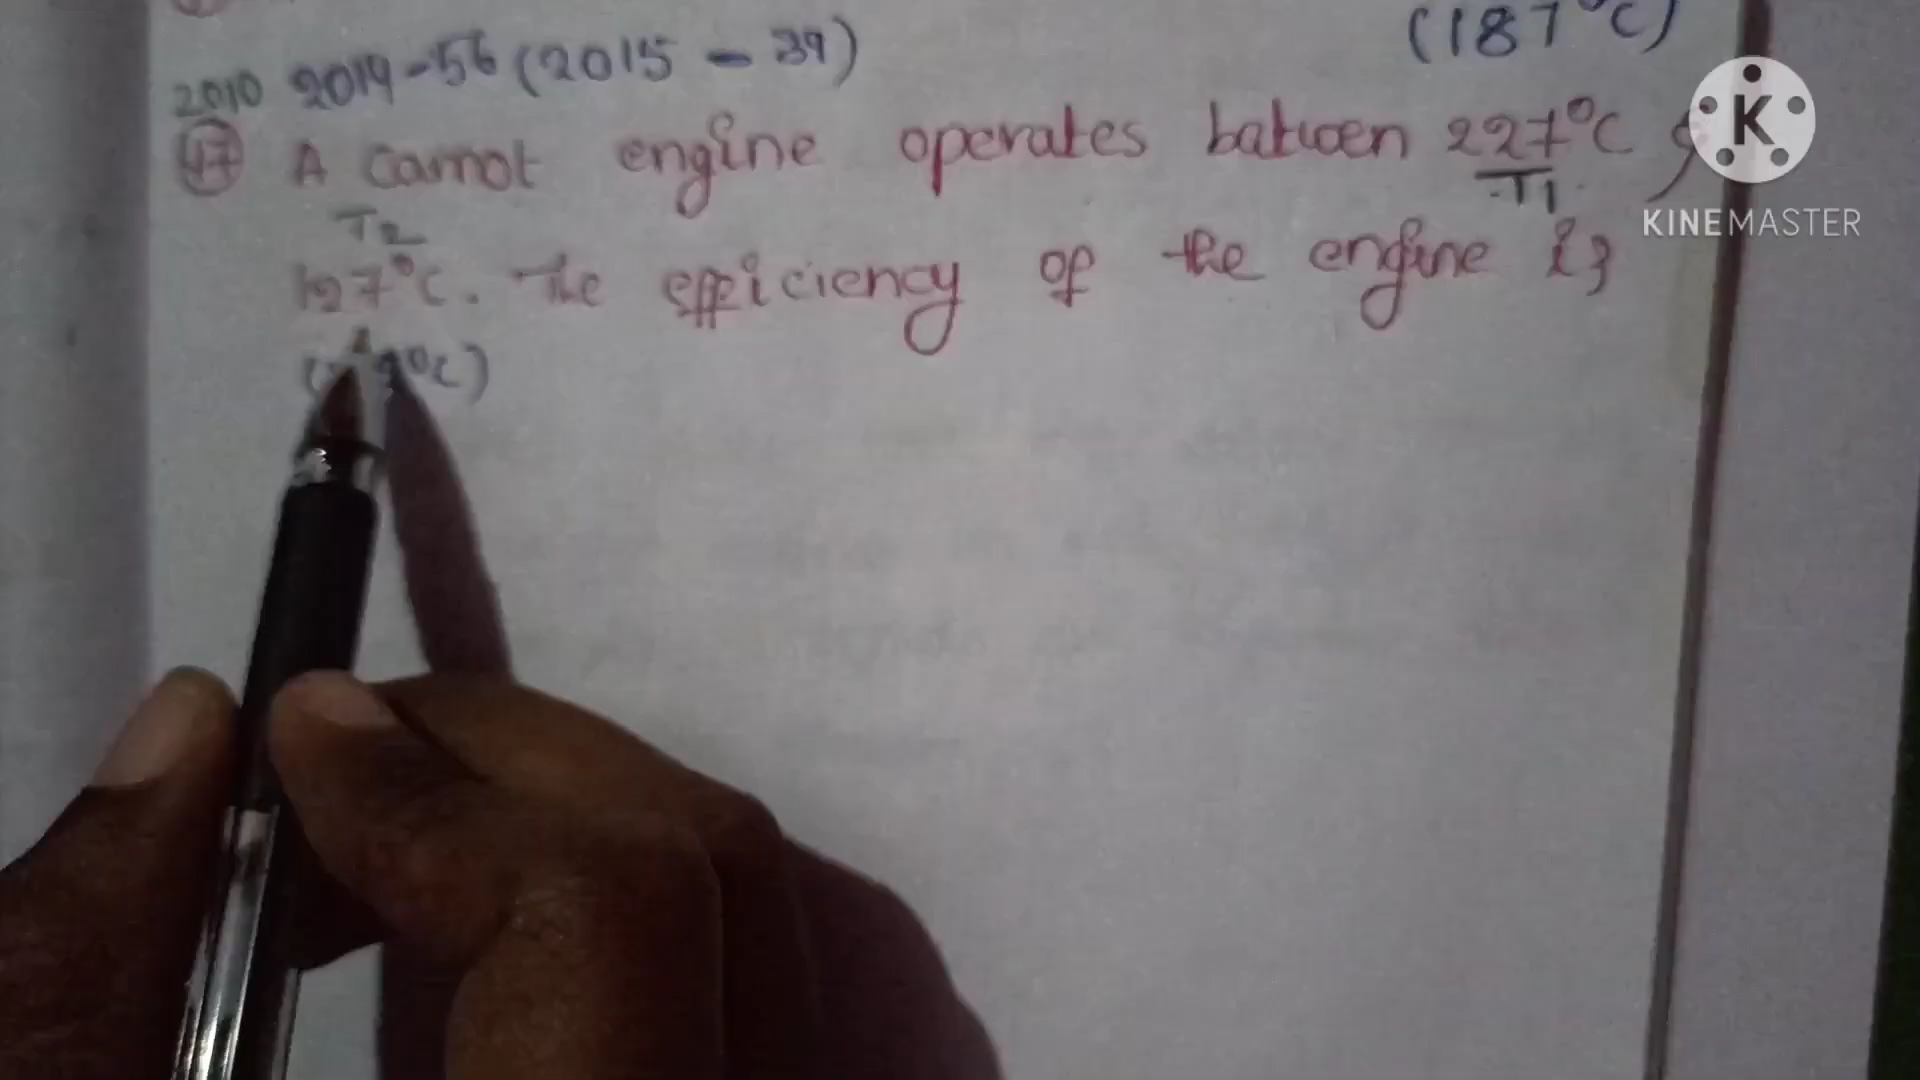 (187°C)
2010 2014-56 (2015 - 39)
47 A carnot engine operates batwen 227°C &
T1
T2
127°C. The efficiency of the engine is
K
KINEMASTER